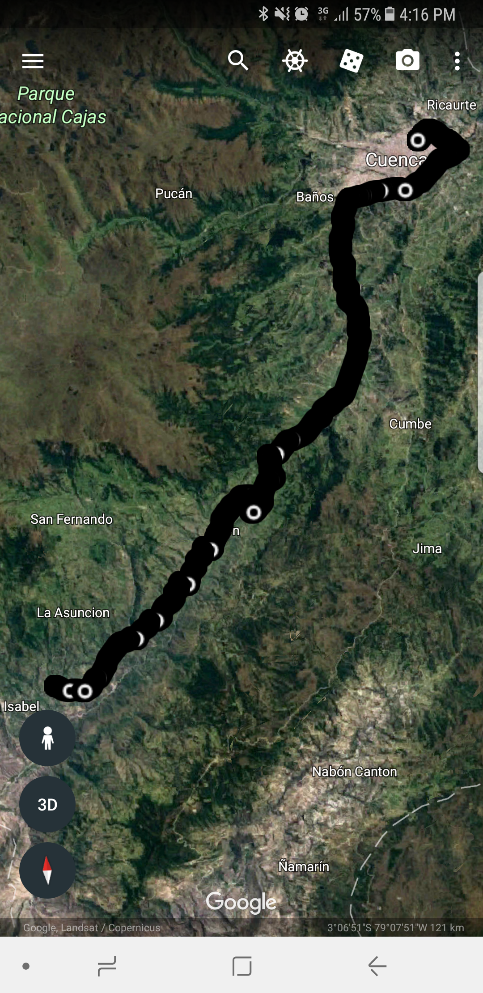 3G 57% 4:16 PM
Parque
acional Cajas
Ricaurte
Cuenca
Pucán
Baños
Cumbe
San Fernando
n
Jima
La Asuncion
Isabel
Nabón Canton
3D
Ñamarín
Google
Google, Landsat / Copernicus 3°06'51"S 79°07'51"W 121 km